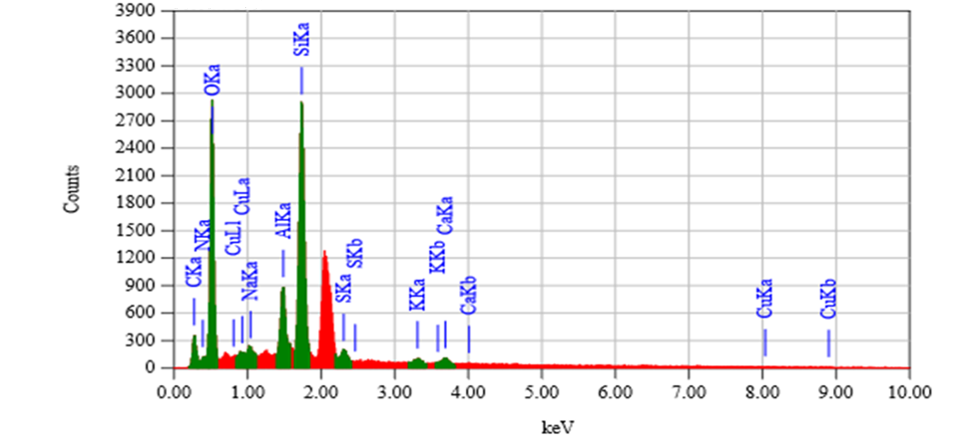 3900
3600
3300
3000
2700
2400
2100
1800
1500
1200
900
600
300
0
Counts
CKa
NKa
OKa
CuLl
CuLa
NaKa
AlKa
SiKa
SKa
SKb
KKa
KKb
CaKa
CaKb
CuKa
CuKb
0.00 1.00 2.00 3.00 4.00 5.00 6.00 7.00 8.00 9.00 10.00
keV